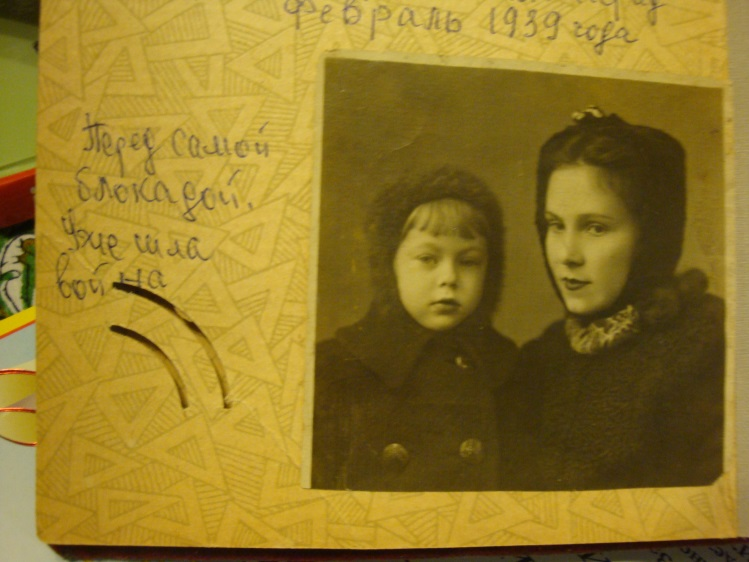 февраль 1939 года
Перед самой
блокадой.
Уже шла
война